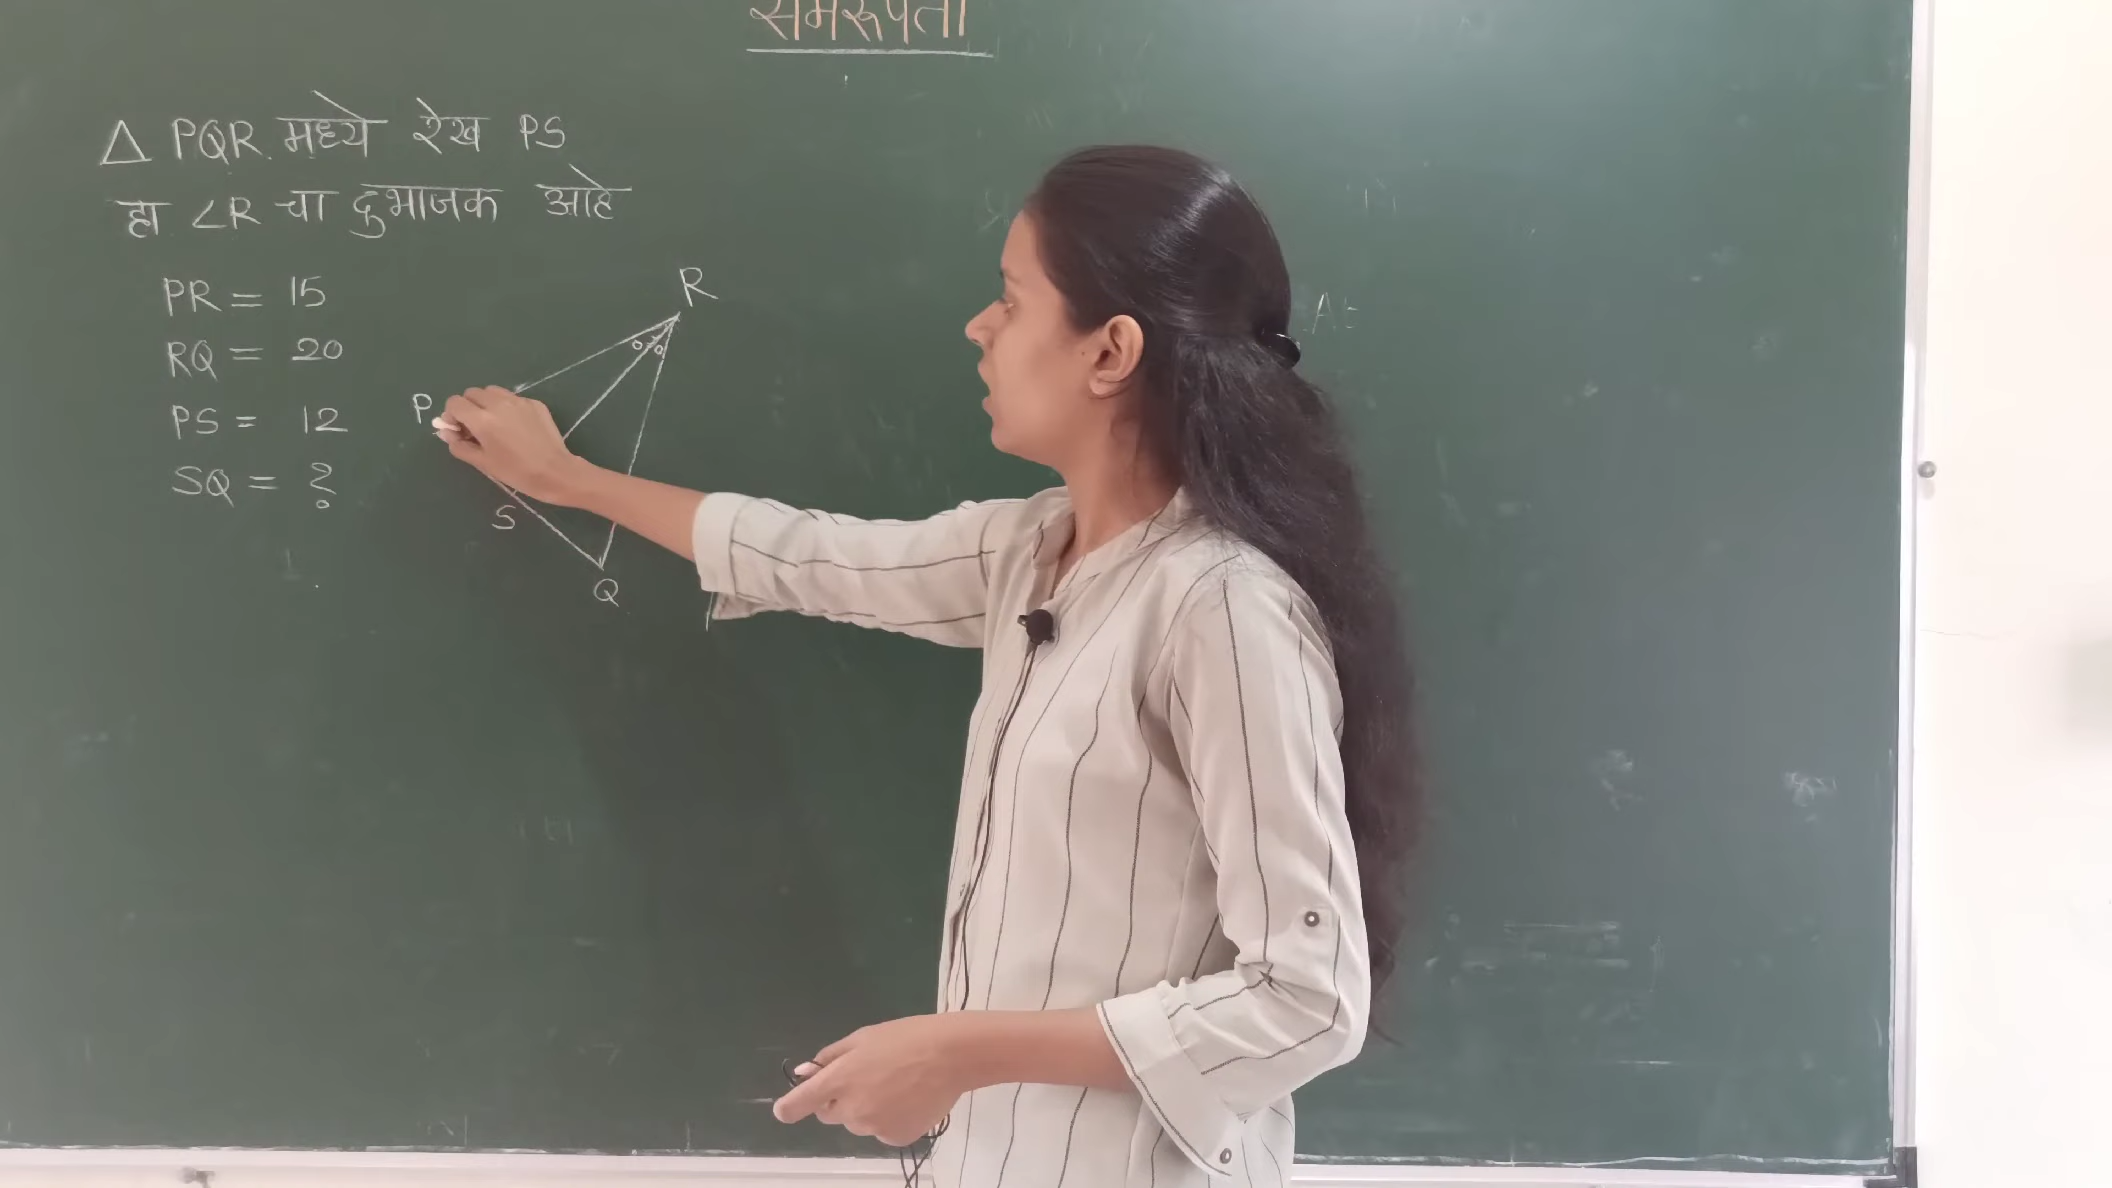 समरूपता
△ PQR मध्ये रेख PS
हा ∠R चा दुभाजक आहे
PR = 15
RQ = 20
PS = 12
SQ = ?
R
P
S
Q